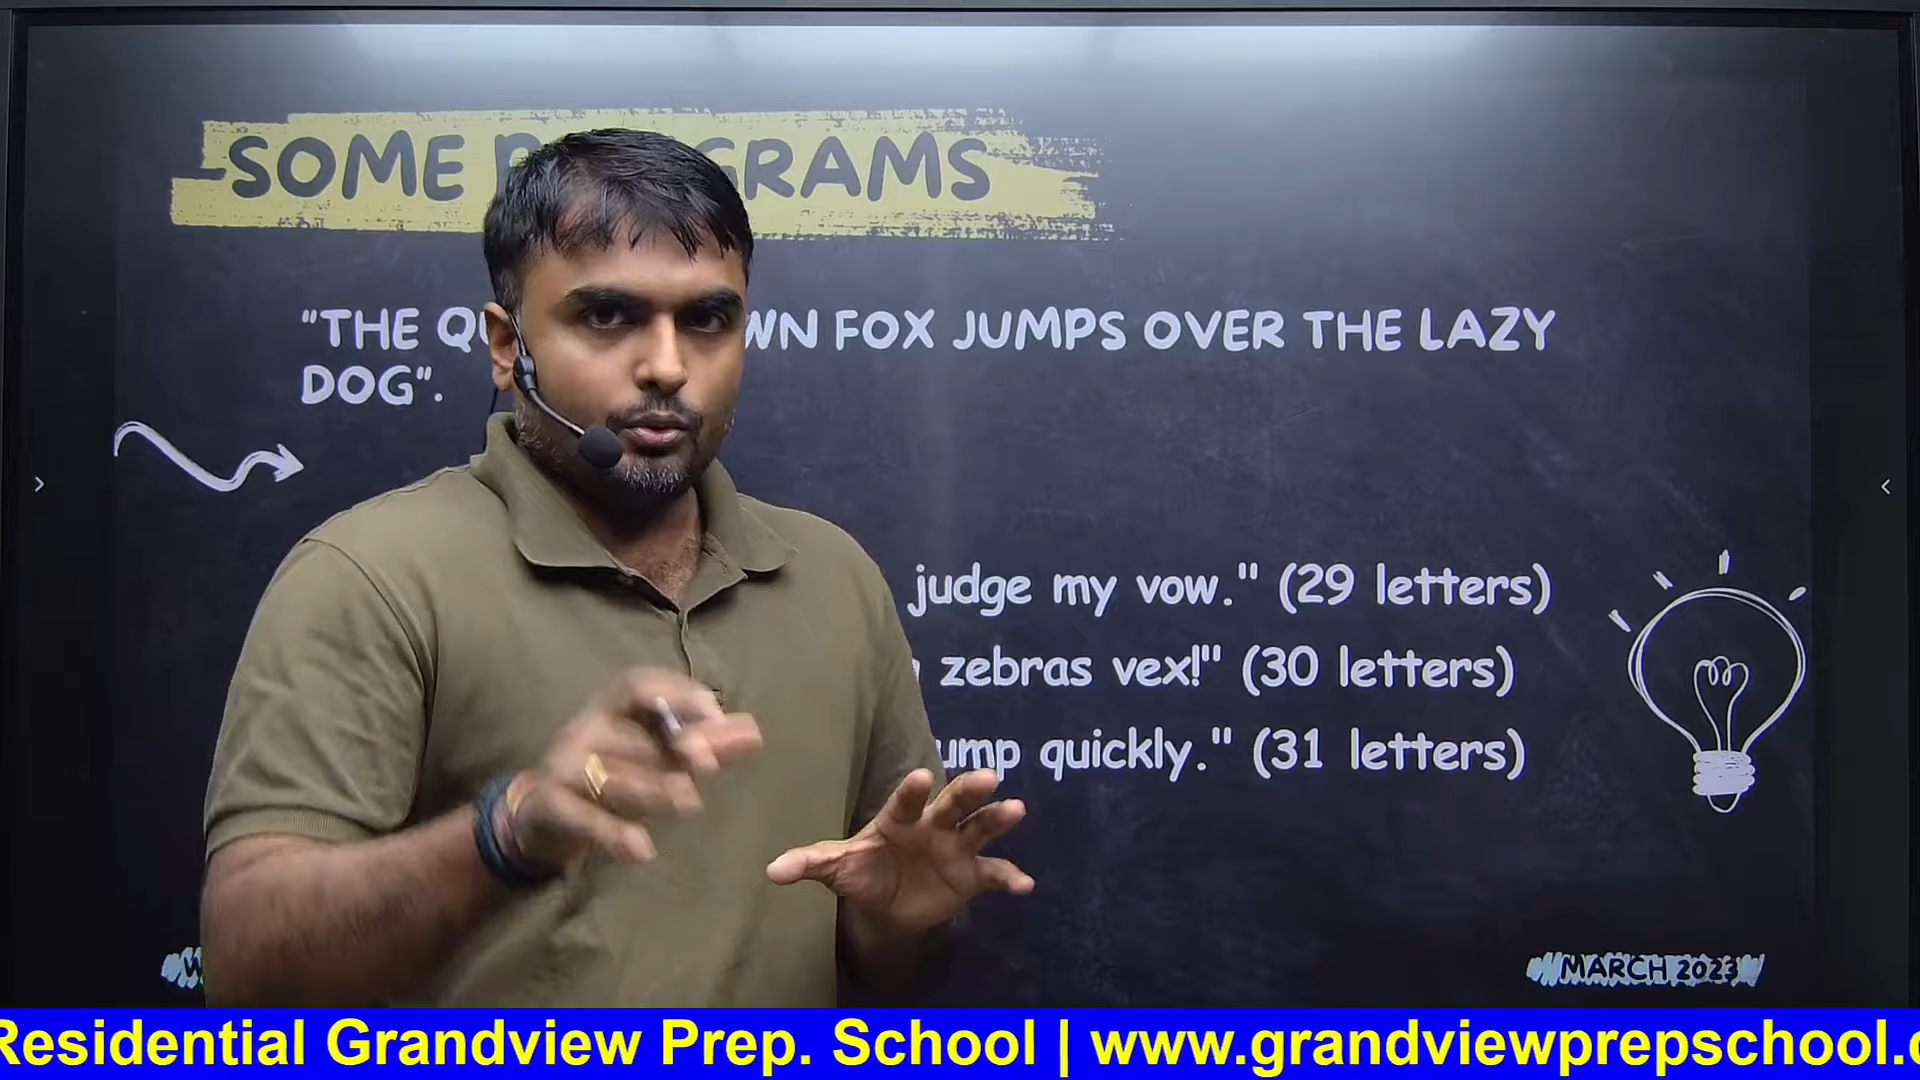 SOME GRAMS
"THE WN FOX JUMPS OVER THE LAZY
DOG".
judge my vow." (29 letters)
zebras vex!" (30 letters)
ump quickly." (31 letters)
MARCH 2023
Residential Grandview Prep. School | www.grandviewprepschool.